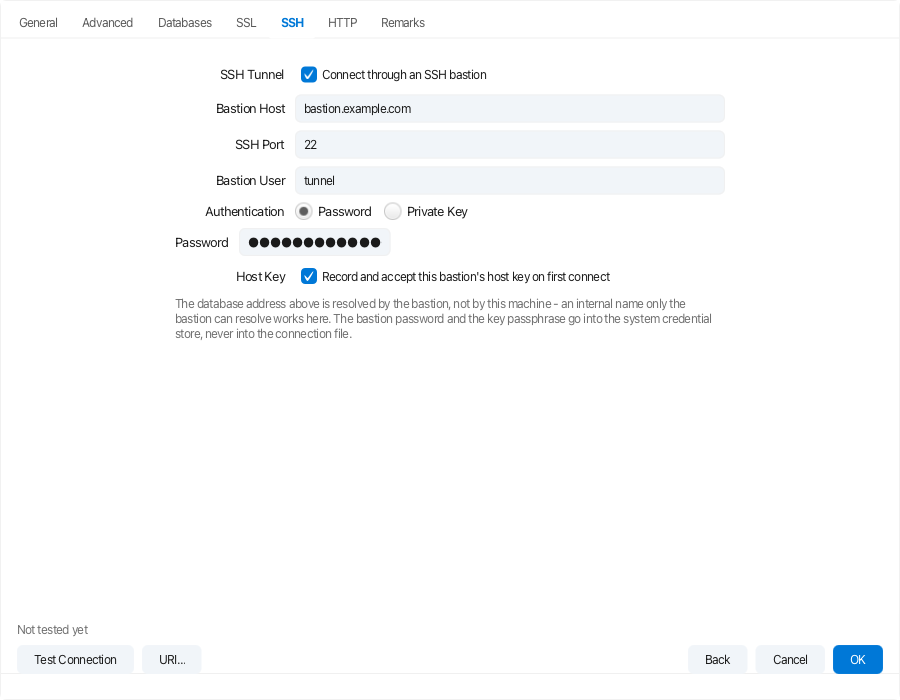 General Advanced Databases SSL SSH HTTP Remarks
SSH Tunnel Connect through an SSH bastion
Bastion Host bastion.example.com
SSH Port 22
Bastion User tunnel
Authentication Password Private Key
Password ●●●●●●●●●●●●
Host Key Record and accept this bastion's host key on first connect
The database address above is resolved by the bastion, not by this machine - an internal name only the
bastion can resolve works here. The bastion password and the key passphrase go into the system credential
store, never into the connection file.
Not tested yet
Test Connection URI... Back Cancel OK